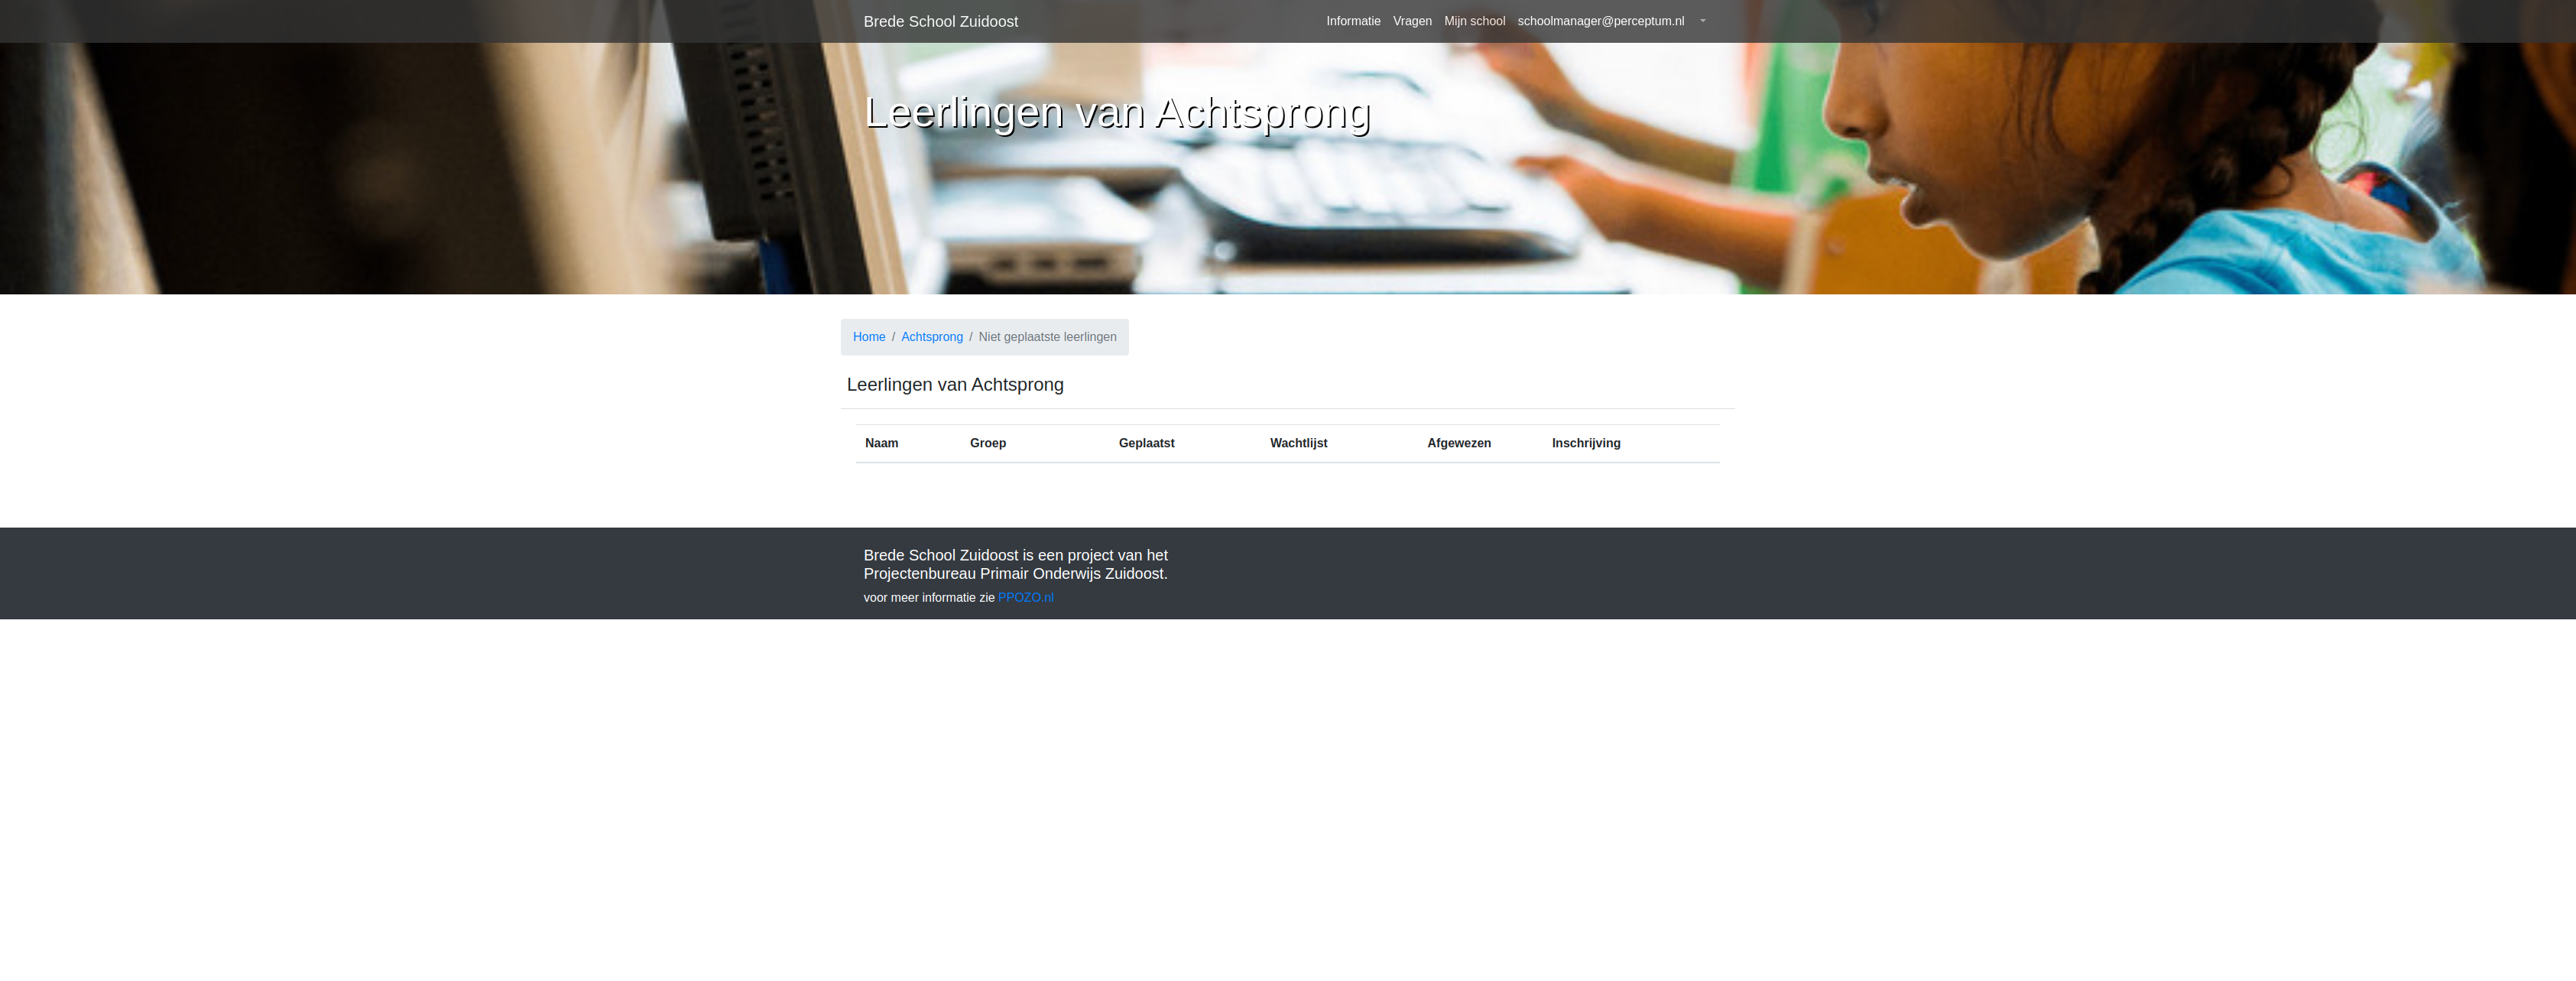 Brede School Zuidoost
Informatie Vragen Mijn school schoolmanager@perceptum.nl
Leerlingen van Achtsprong
Home / Achtsprong / Niet geplaatste leerlingen
Leerlingen van Achtsprong
Naam Groep Geplaatst Wachtlijst Afgewezen Inschrijving
Brede School Zuidoost is een project van het
Projectenbureau Primair Onderwijs Zuidoost.
voor meer informatie zie PPOZO.nl